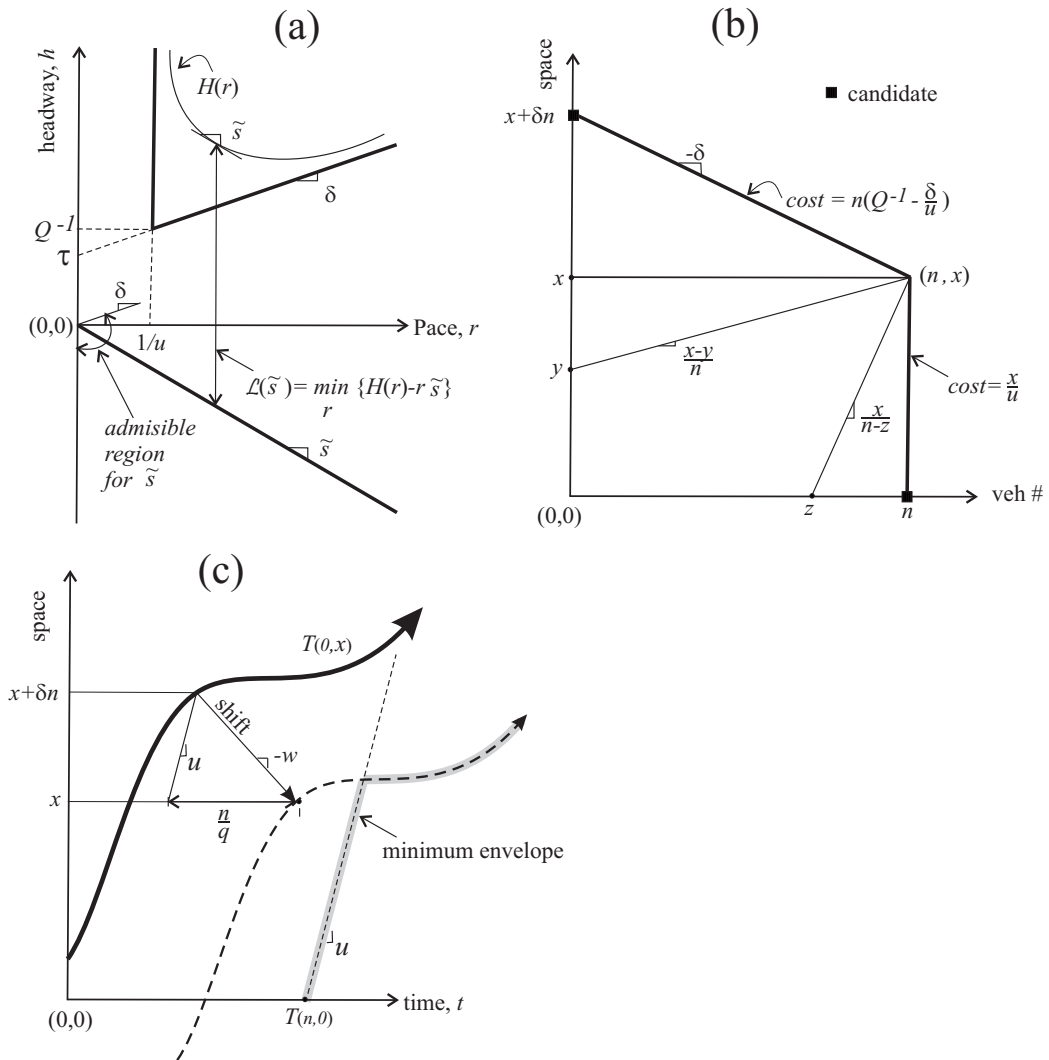 (a)
headway, h
H(r)
s̃
δ
Q⁻¹
τ
δ
(0,0)
1/u
Pace, r
ℒ(s̃) = min {H(r)-r s̃}
r
admisible
region
for s̃
s̃
(b)
space
candidate
x+δn
-δ
cost = n(Q⁻¹ - δ/u)
x
(n, x)
x-y/n
y
cost= x/u
x/n-z
(0,0)
z
n
veh #
(c)
space
T(0,x)
x+δn
shift
u
-w
x
n/q
minimum envelope
u
(0,0)
T(n,0)
time, t